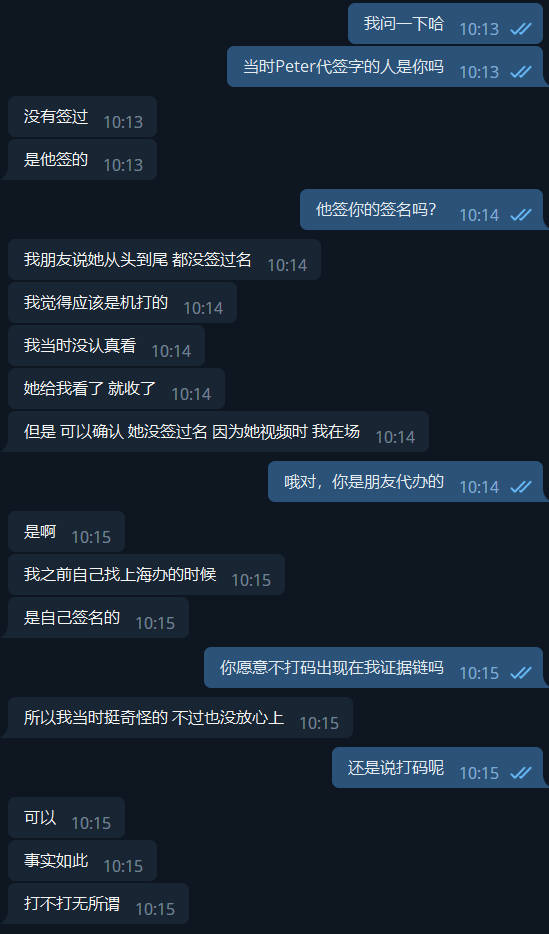 我问一下哈 10:13
当时Peter代签字的人是你吗 10:13
没有签过 10:13
是他签的 10:13
他签你的签名吗? 10:14
我朋友说她从头到尾 都没签过名 10:14
我觉得应该是机打的 10:14
我当时没认真看 10:14
她给我看了 就收了 10:14
但是 可以确认 她没签过名 因为她视频时 我在场 10:14
哦对，你是朋友代办的 10:14
是啊 10:15
我之前自己找上海办的时候 10:15
是自己签名的 10:15
你愿意不打码出现在我证据链吗 10:15
所以我当时挺奇怪的 不过也没放心上 10:15
还是说打码呢 10:15
可以 10:15
事实如此 10:15
打不打无所谓 10:15